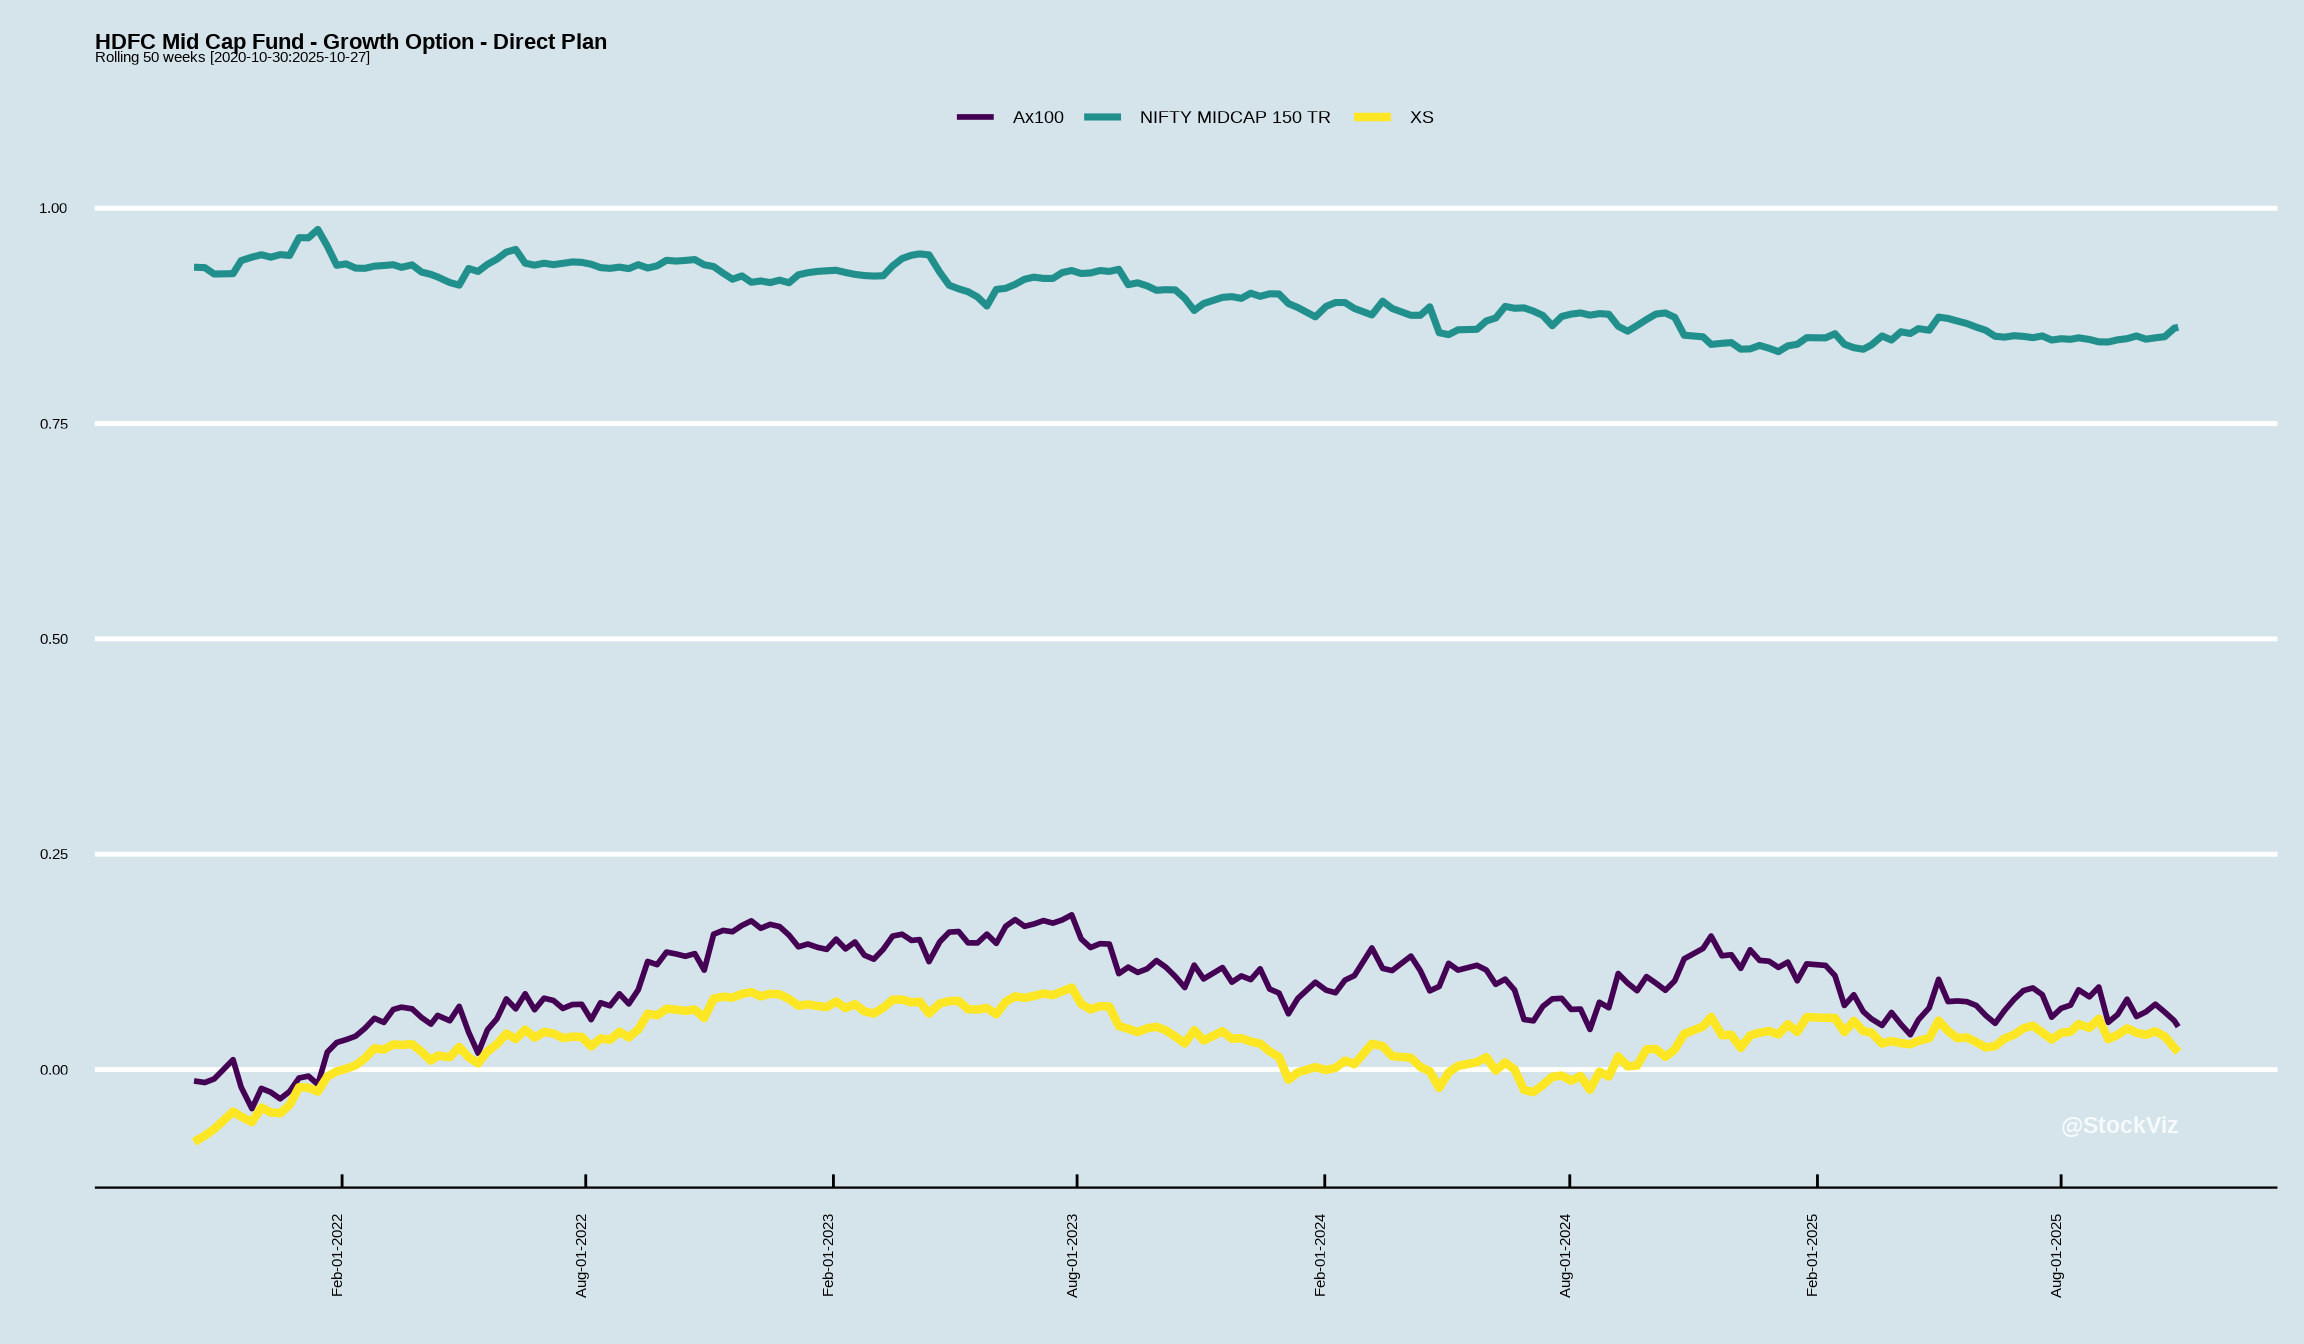 HDFC Mid Cap Fund - Growth Option - Direct Plan
Rolling 50 weeks [2020-10-30:2025-10-27]
Ax100 NIFTY MIDCAP 150 TR XS
1.00
0.75
0.50
0.25
0.00
@StockViz
Feb-01-2022 Aug-01-2022 Feb-01-2023 Aug-01-2023 Feb-01-2024 Aug-01-2024 Feb-01-2025 Aug-01-2025